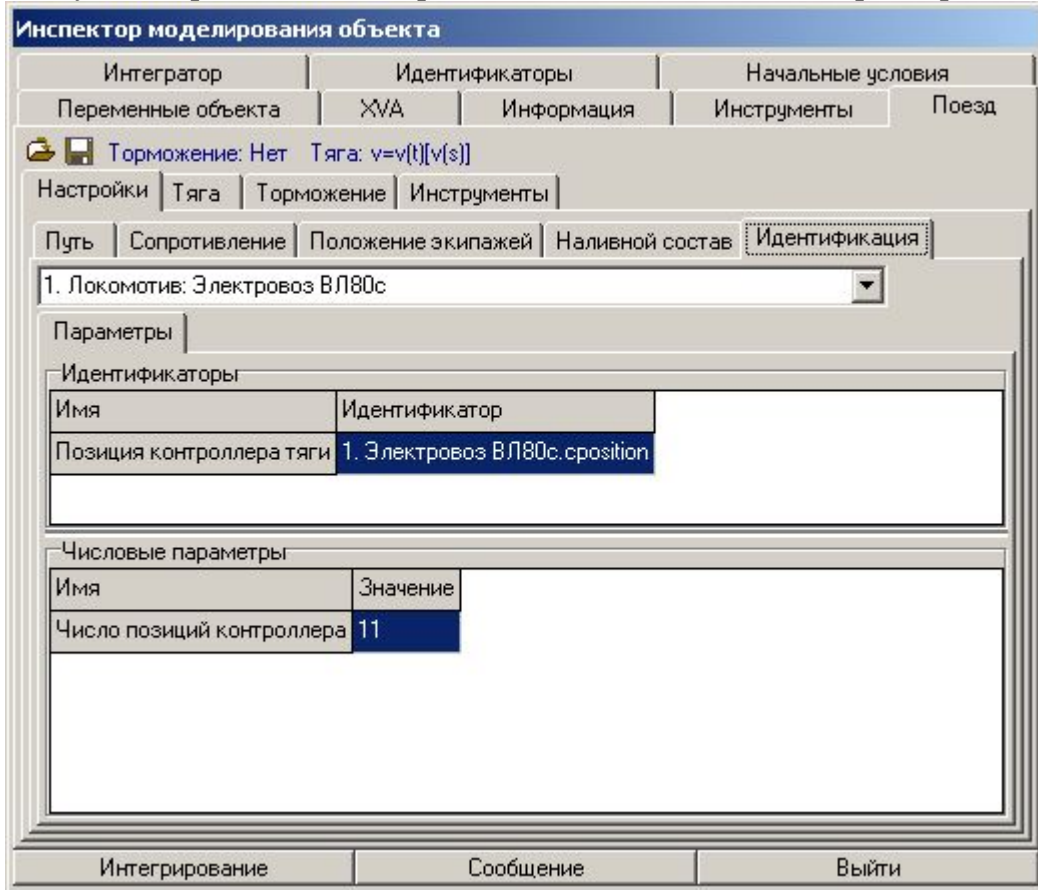 Инспектор моделирования объекта
Интегратор Идентификаторы Начальные условия
Переменные объекта XVA Информация Инструменты Поезд
Торможение: Нет Тяга: v=v(t)[v(s)]
Настройки Тяга Торможение Инструменты
Путь Сопротивление Положение экипажей Наливной состав Идентификация
1. Локомотив: Электровоз ВЛ80с
Параметры
Идентификаторы
Имя Идентификатор
Позиция контроллера тяги 1. Электровоз ВЛ80с.cposition
Числовые параметры
Имя Значение
Число позиций контроллера 11
Интегрирование Сообщение Выйти